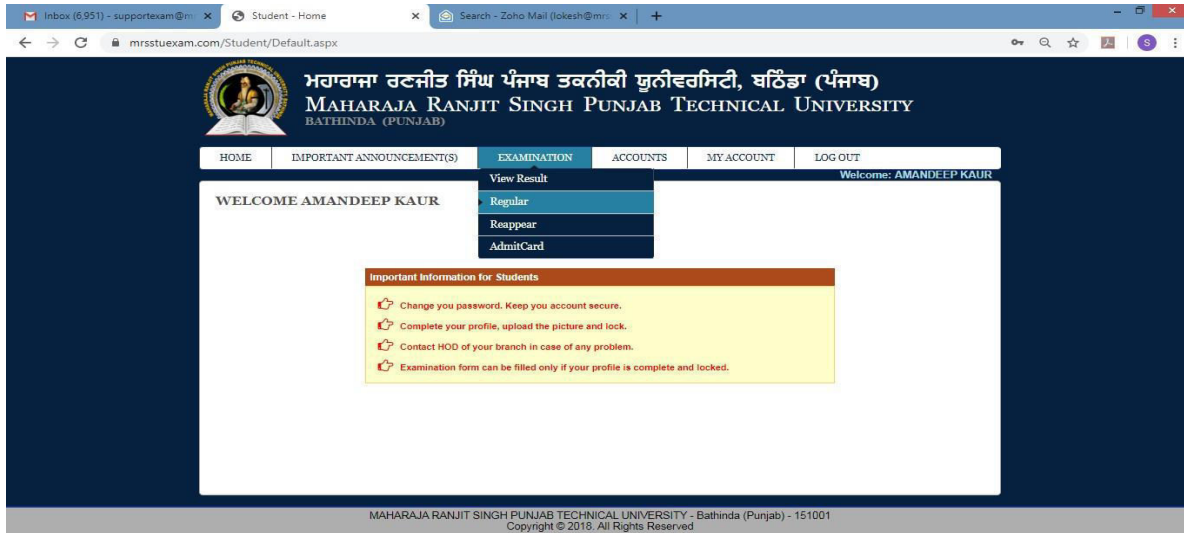 Inbox (6,951) - supportexam@m
Student - Home
Search - Zoho Mail (lokesh@mrs
mrsstuexam.com/Student/Default.aspx
S
ਮਹਾਰਾਜਾ ਰਣਜੀਤ ਸਿੰਘ ਪੰਜਾਬ ਤਕਨੀਕੀ ਯੂਨੀਵਰਸਿਟੀ, ਬਠਿੰਡਾ (ਪੰਜਾਬ)
MAHARAJA RANJIT SINGH PUNJAB TECHNICAL UNIVERSITY
BATHINDA (PUNJAB)
HOME IMPORTANT ANNOUNCEMENT(S) EXAMINATION ACCOUNTS MY ACCOUNT LOG OUT
Welcome: AMANDEEP KAUR
View Result
WELCOME AMANDEEP KAUR
Regular
Reappear
AdmitCard
Important Information for Students
Change you password. Keep you account secure.
Complete your profile, upload the picture and lock.
Contact HOD of your branch in case of any problem.
Examination form can be filled only if your profile is complete and locked.
MAHARAJA RANJIT SINGH PUNJAB TECHNICAL UNIVERSITY - Bathinda (Punjab) - 151001
Copyright © 2018. All Rights Reserved